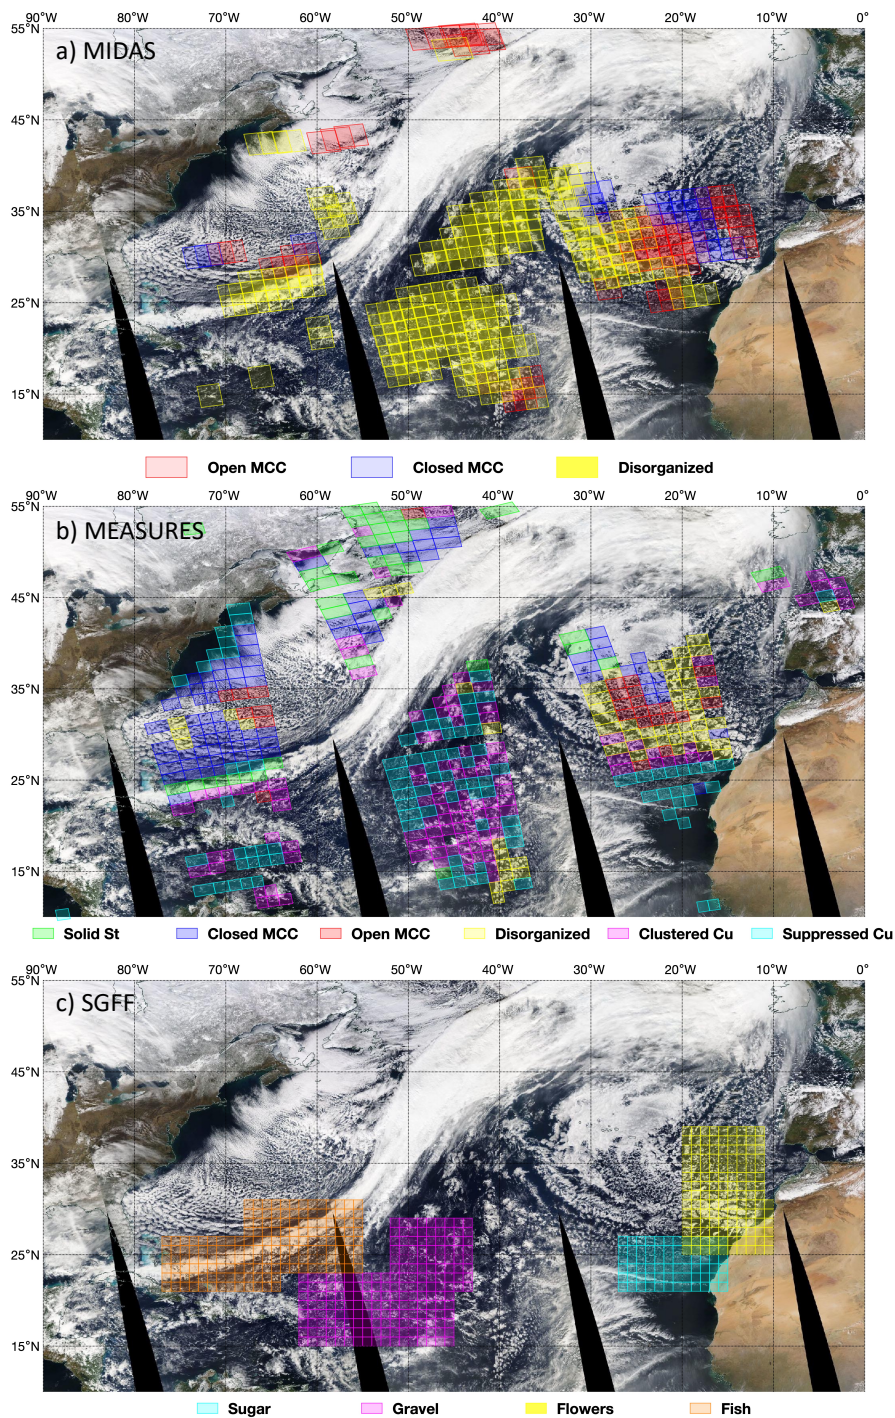 90°W 80°W 70°W 60°W 50°W 40°W 30°W 20°W 10°W 0°
55°N
a) MIDAS
45°N
35°N
25°N
15°N
Open MCC Closed MCC Disorganized
90°W 80°W 70°W 60°W 50°W 40°W 30°W 20°W 10°W 0°
55°N
b) MEASURES
45°N
35°N
25°N
15°N
Solid St Closed MCC Open MCC Disorganized Clustered Cu Suppressed Cu
90°W 80°W 70°W 60°W 50°W 40°W 30°W 20°W 10°W 0°
55°N
c) SGFF
45°N
35°N
25°N
15°N
Sugar Gravel Flowers Fish